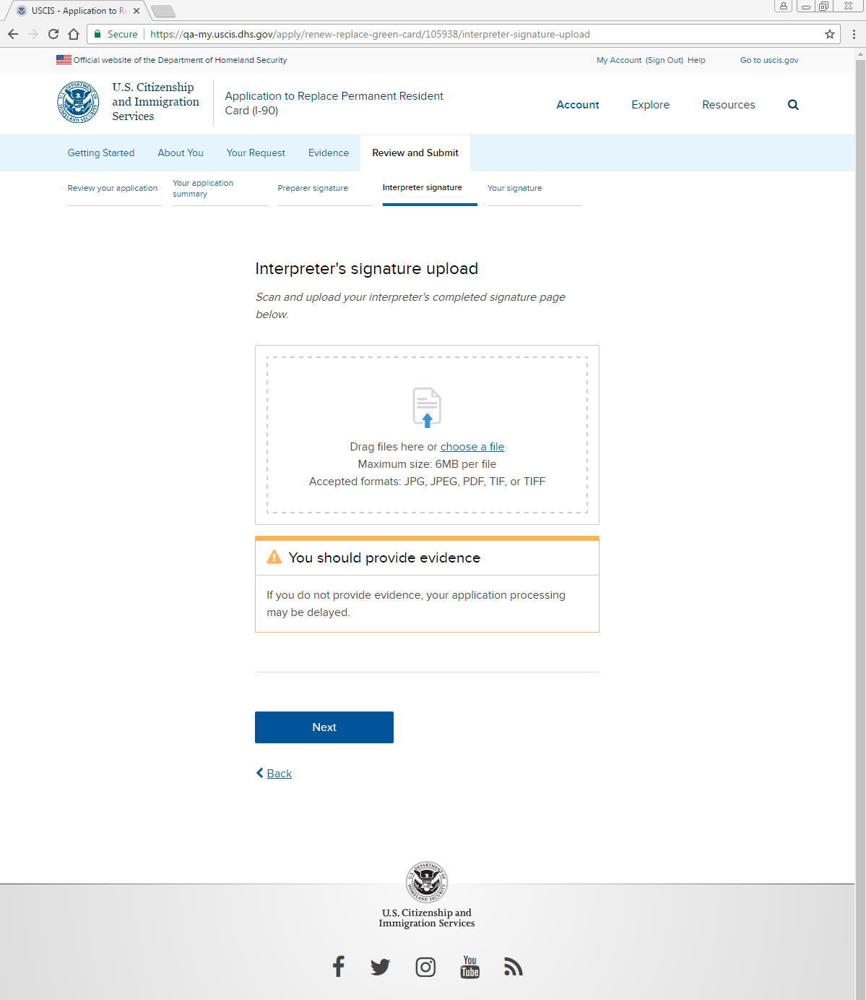 USCIS - Application to Re
Secure
https://qa-my.uscis.dhs.gov/apply/renew-replace-green-card/105938/interpreter-signature-upload
Official website of the Department of Homeland Security
My Account (Sign Out) Help Go to uscis.gov
U.S. Citizenship
and Immigration
Services
Application to Replace Permanent Resident
Card (I-90)
Account Explore Resources
Getting Started About You Your Request Evidence Review and Submit
Review your application
Your application
summary
Preparer signature
Interpreter signature
Your signature
Interpreter's signature upload
Scan and upload your interpreter's completed signature page
below.
Drag files here or choose a file
Maximum size: 6MB per file
Accepted formats: JPG, JPEG, PDF, TIF, or TIFF
You should provide evidence
If you do not provide evidence, your application processing
may be delayed.
Next
Back
U.S. DEPARTMENT OF HOMELAND SECURITY
U.S. Citizenship and
Immigration Services
You
Tube